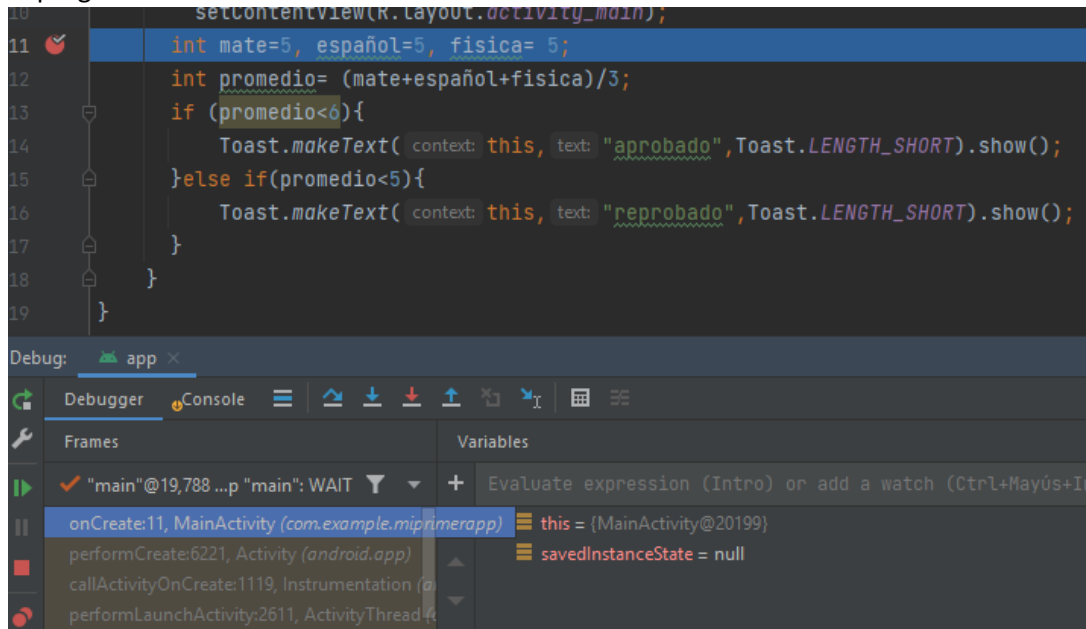 10 setContentView(R.layout.activity_main);
11 int mate=5, español=5, fisica= 5;
12 int promedio= (mate+español+fisica)/3;
13 if (promedio<6){
14 Toast.makeText( context: this, text: "aprobado",Toast.LENGTH_SHORT).show();
15 }else if(promedio<5){
16 Toast.makeText( context: this, text: "reprobado",Toast.LENGTH_SHORT).show();
17 }
18 }
19 }
Debug: app
Debugger Console
Frames Variables
"main"@19,788 ...p "main": WAIT Evaluate expression (Intro) or add a watch (Ctrl+Mayús+
onCreate:11, MainActivity (com.example.miprimerapp) this = {MainActivity@20199}
performCreate:6221, Activity (android.app) savedInstanceState = null
callActivityOnCreate:1119, Instrumentation
performLaunchActivity:2611, ActivityThread